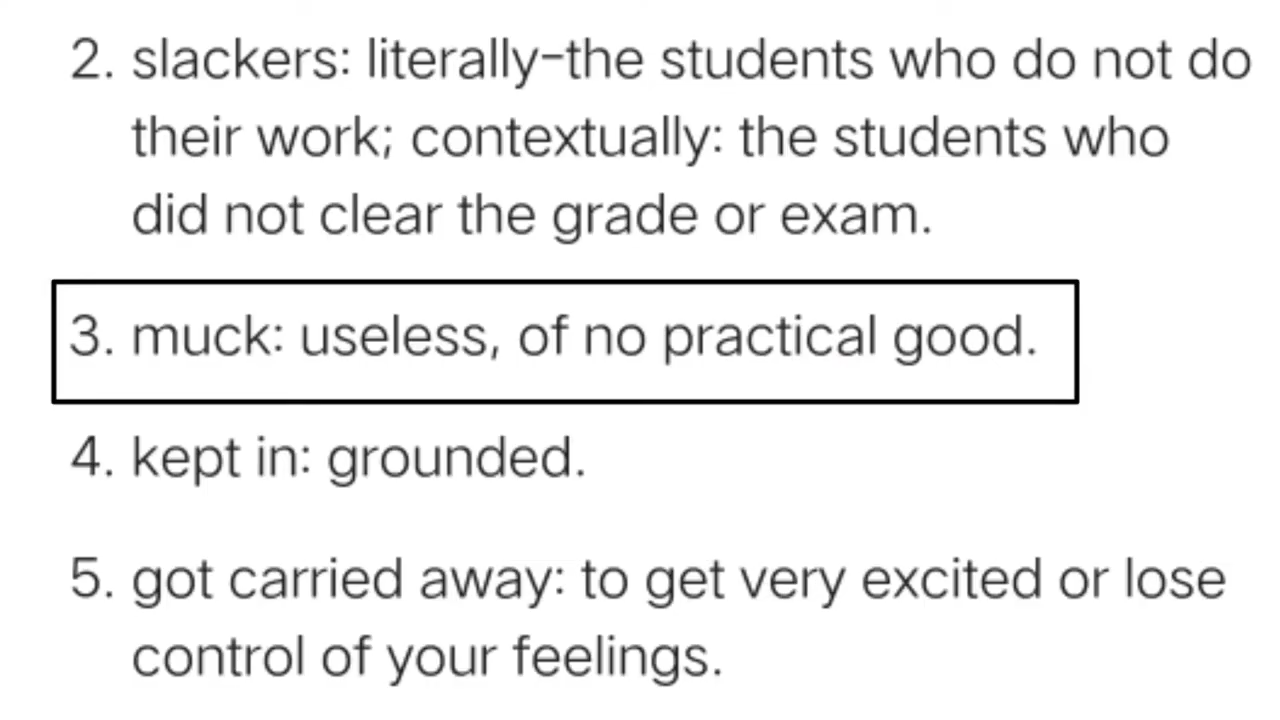 2. slackers: literally–the students who do not do
their work; contextually: the students who
did not clear the grade or exam.
3. muck: useless, of no practical good.
4. kept in: grounded.
5. got carried away: to get very excited or lose
control of your feelings.